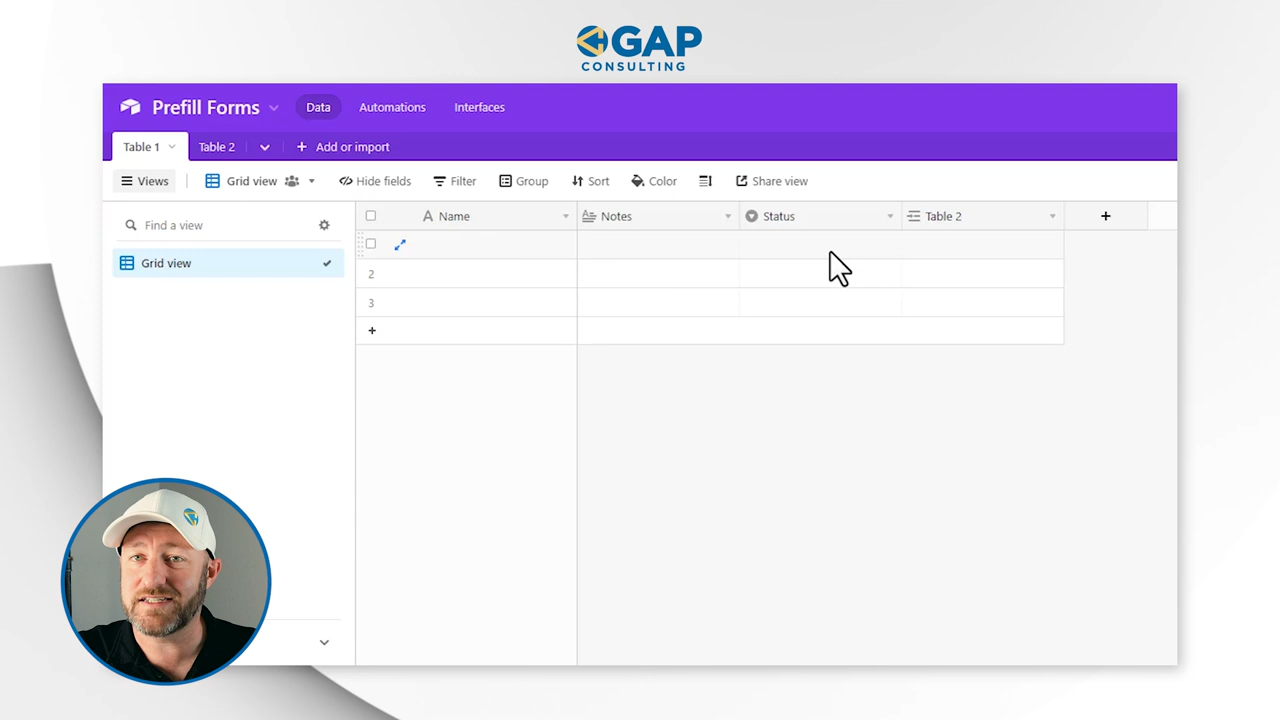 GAP
CONSULTING
Prefill Forms Data Automations Interfaces
Table 1 Table 2 + Add or import
Views Grid view Hide fields Filter Group Sort Color Share view
Find a view
Grid view
Name Notes Status Table 2 +
2
3
+